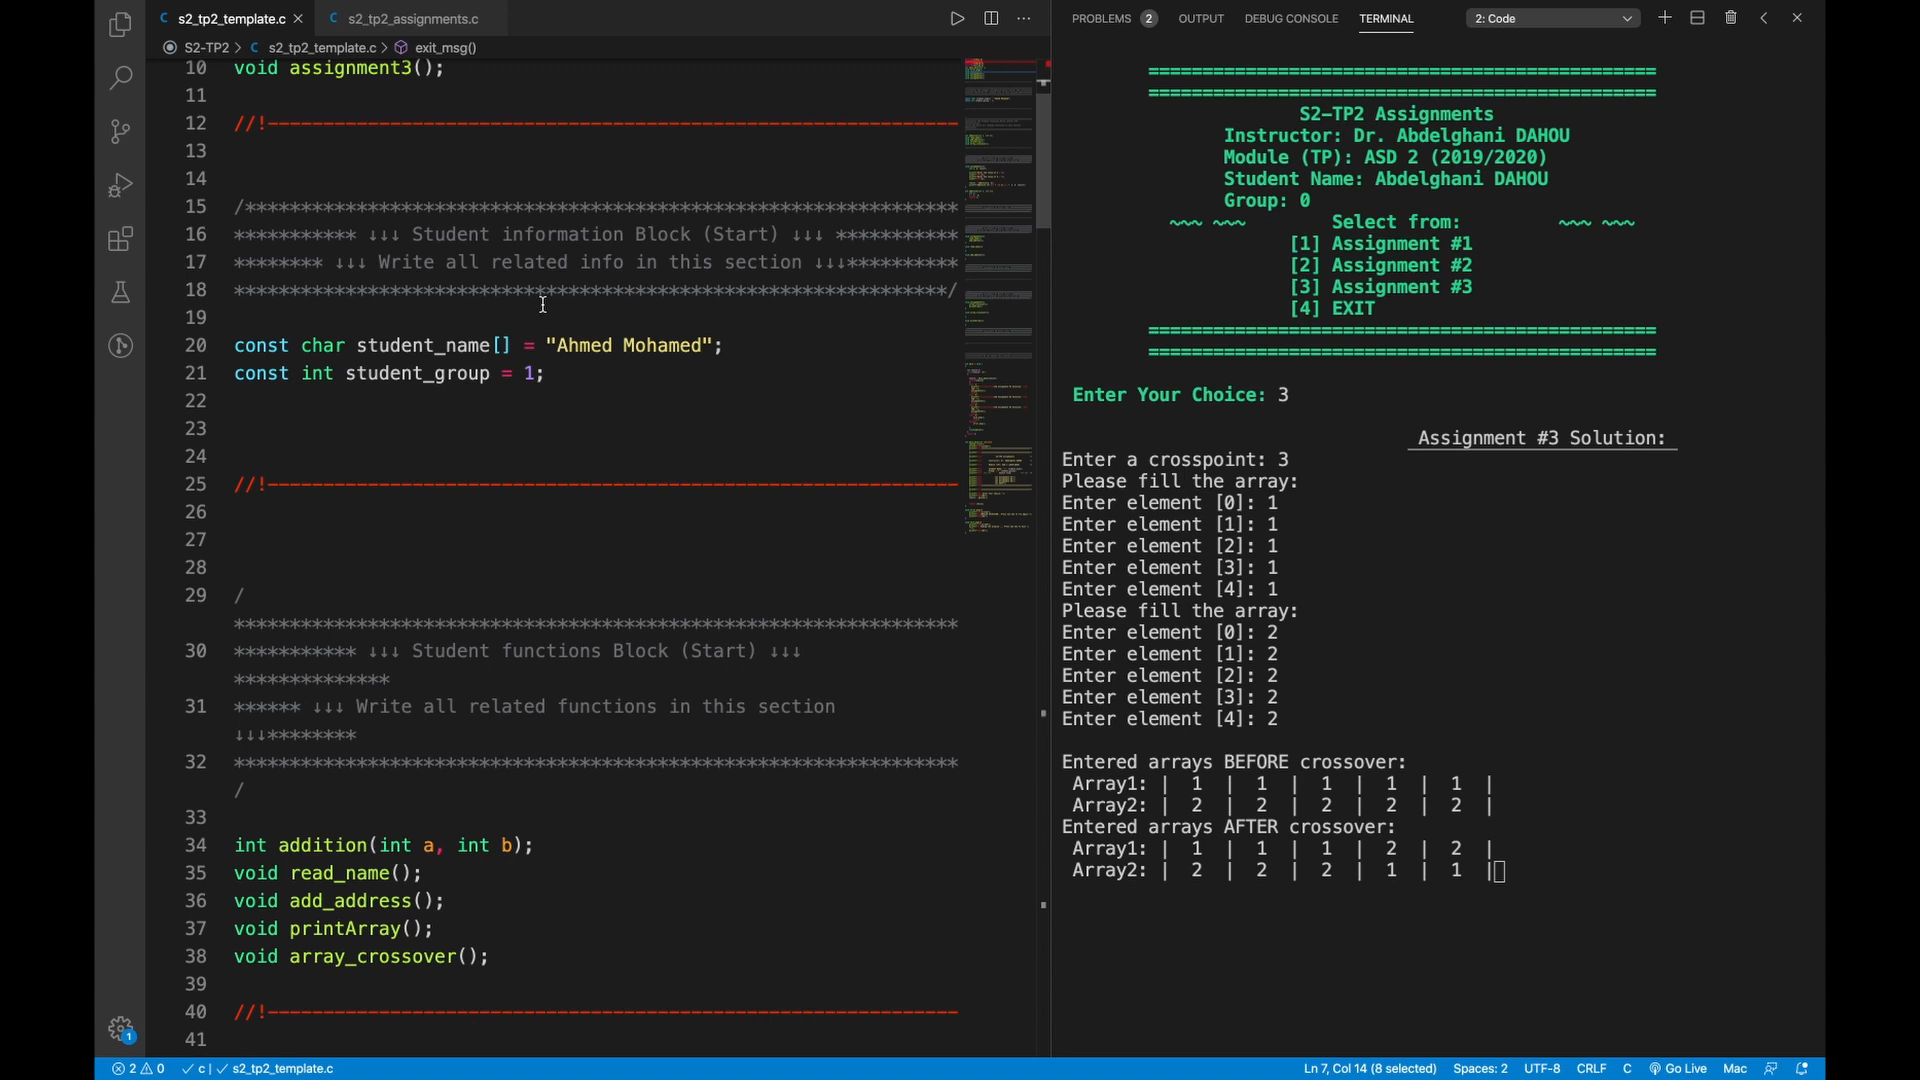 s2_tp2_template.c
s2_tp2_assignments.c
S2-TP2 > C s2_tp2_template.c > exit_msg()
10 void assignment3();
11
12 //!--------------------------------------------------------------
13
14
15 /****************************************************************
16 *********** ↓↓↓ Student information Block (Start) ↓↓↓ ***********
17 ******** ↓↓↓ Write all related info in this section ↓↓↓**********
18 ****************************************************************/
19
20 const char student_name[] = "Ahmed Mohamed";
21 const int student_group = 1;
22
23
24
25 //!--------------------------------------------------------------
26
27
28
29 /
*****************************************************************
30 *********** ↓↓↓ Student functions Block (Start) ↓↓↓
**************
31 ****** ↓↓↓ Write all related functions in this section
↓↓↓********
32 *****************************************************************
/
33
34 int addition(int a, int b);
35 void read_name();
36 void add_address();
37 void printArray();
38 void array_crossover();
39
40 //!--------------------------------------------------------------
41
PROBLEMS 2 OUTPUT DEBUG CONSOLE TERMINAL 2: Code
===============================================
===============================================
S2-TP2 Assignments
Instructor: Dr. Abdelghani DAHOU
Module (TP): ASD 2 (2019/2020)
Student Name: Abdelghani DAHOU
Group: 0
~~~ ~~~ Select from: ~~~ ~~~
[1] Assignment #1
[2] Assignment #2
[3] Assignment #3
[4] EXIT
===============================================
===============================================
Enter Your Choice: 3
Assignment #3 Solution:
Enter a crosspoint: 3
Please fill the array:
Enter element [0]: 1
Enter element [1]: 1
Enter element [2]: 1
Enter element [3]: 1
Enter element [4]: 1
Please fill the array:
Enter element [0]: 2
Enter element [1]: 2
Enter element [2]: 2
Enter element [3]: 2
Enter element [4]: 2
Entered arrays BEFORE crossover:
Array1: | 1 | 1 | 1 | 1 | 1 |
Array2: | 2 | 2 | 2 | 2 | 2 |
Entered arrays AFTER crossover:
Array1: | 1 | 1 | 1 | 2 | 2 |
Array2: | 2 | 2 | 2 | 1 | 1 |
1
2 0 ✓ c | ✓ s2_tp2_template.c
Ln 7, Col 14 (8 selected) Spaces: 2 UTF-8 CRLF C Go Live Mac